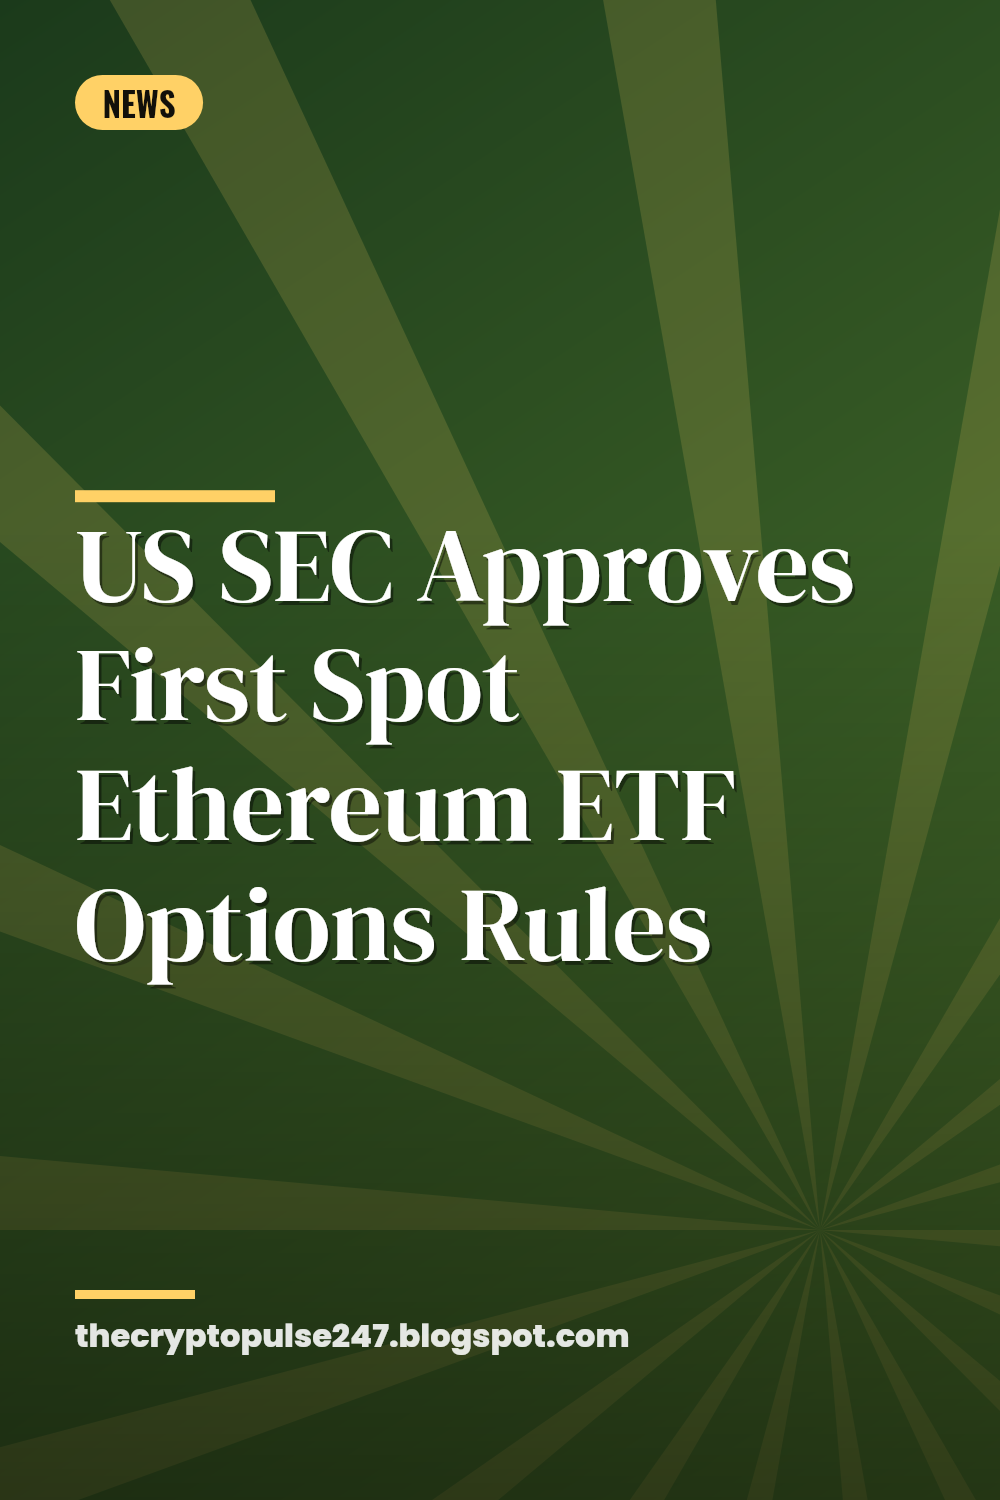 NEWS
US SEC Approves
First Spot
Ethereum ETF
Options Rules
thecryptopulse247.blogspot.com